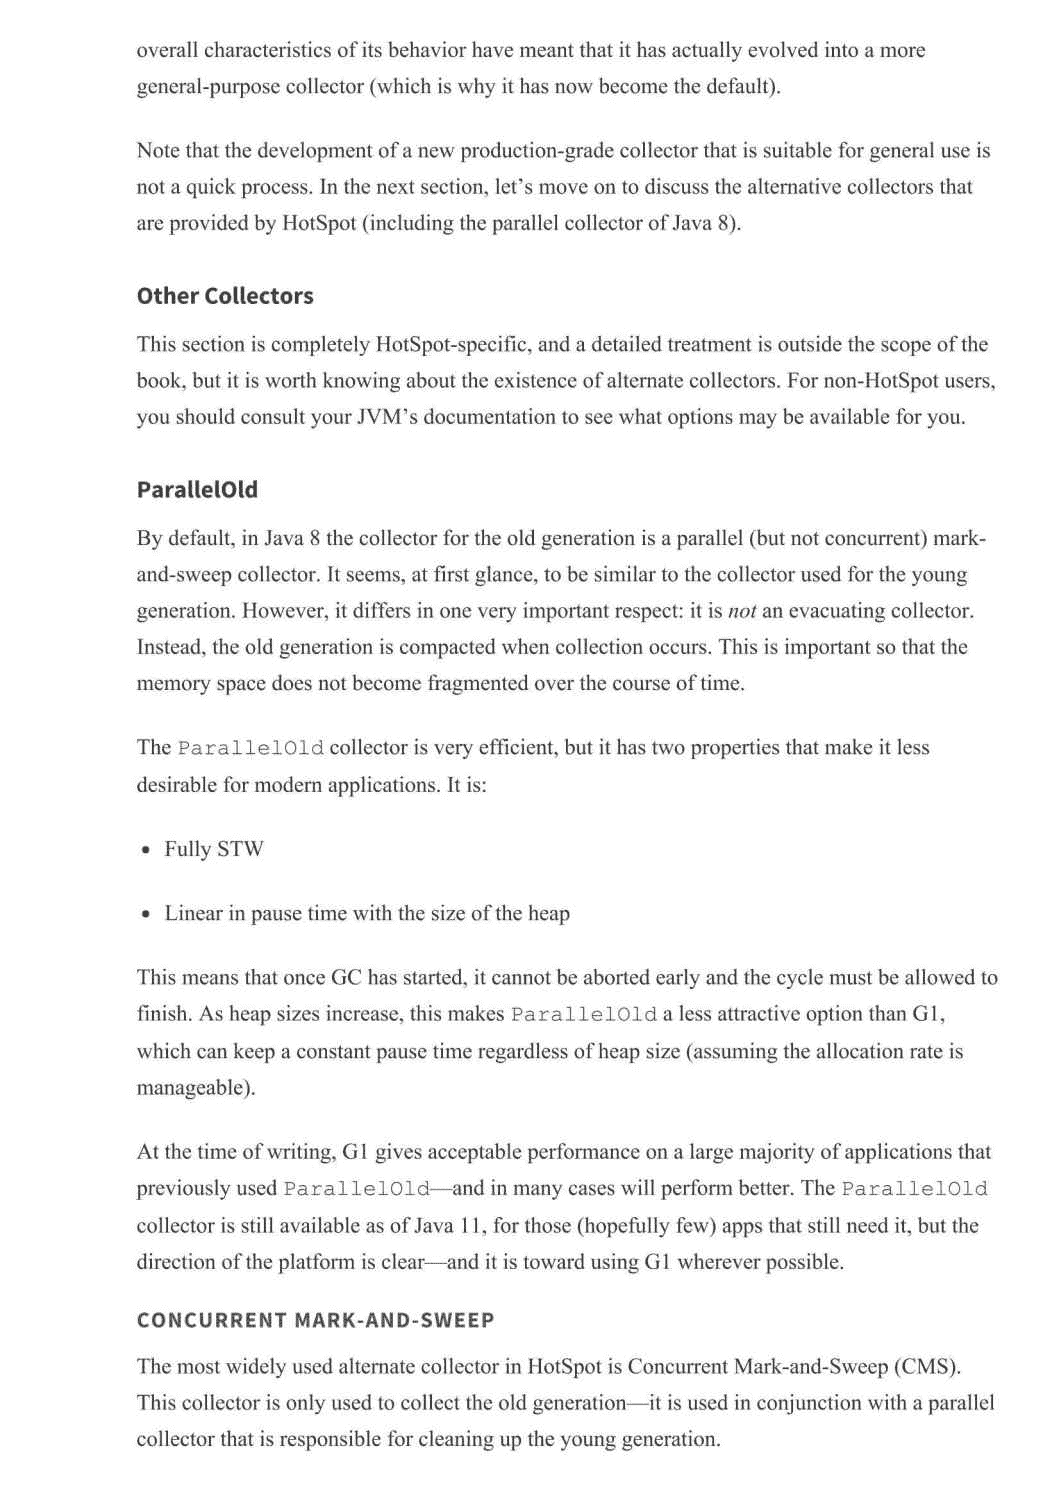 overall characteristics of its behavior have meant that it has actually evolved into a more
general-purpose collector (which is why it has now become the default).
Note that the development of a new production-grade collector that is suitable for general use is
not a quick process. In the next section, let’s move on to discuss the alternative collectors that
are provided by HotSpot (including the parallel collector of Java 8).
Other Collectors
This section is completely HotSpot-specific, and a detailed treatment is outside the scope of the
book, but it is worth knowing about the existence of alternate collectors. For non-HotSpot users,
you should consult your JVM’s documentation to see what options may be available for you.
ParallelOld
By default, in Java 8 the collector for the old generation is a parallel (but not concurrent) mark-
and-sweep collector. It seems, at first glance, to be similar to the collector used for the young
generation. However, it differs in one very important respect: it is not an evacuating collector.
Instead, the old generation is compacted when collection occurs. This is important so that the
memory space does not become fragmented over the course of time.
The ParallelOld collector is very efficient, but it has two properties that make it less
desirable for modern applications. It is:
• Fully STW
• Linear in pause time with the size of the heap
This means that once GC has started, it cannot be aborted early and the cycle must be allowed to
finish. As heap sizes increase, this makes ParallelOld a less attractive option than G1,
which can keep a constant pause time regardless of heap size (assuming the allocation rate is
manageable).
At the time of writing, G1 gives acceptable performance on a large majority of applications that
previously used ParallelOld—and in many cases will perform better. The ParallelOld
collector is still available as of Java 11, for those (hopefully few) apps that still need it, but the
direction of the platform is clear—and it is toward using G1 wherever possible.
CONCURRENT MARK-AND-SWEEP
The most widely used alternate collector in HotSpot is Concurrent Mark-and-Sweep (CMS).
This collector is only used to collect the old generation—it is used in conjunction with a parallel
collector that is responsible for cleaning up the young generation.